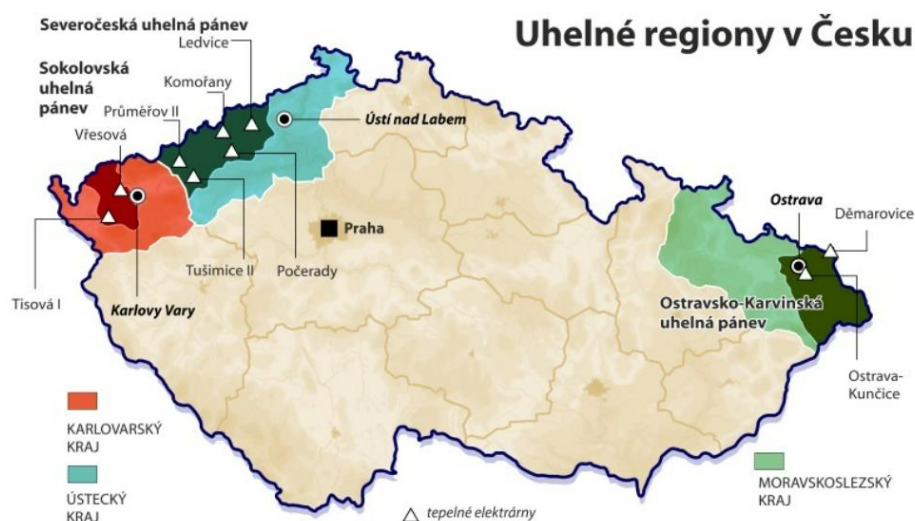 Uhelné regiony v Česku
Severočeská uhelná pánev
Ledvice
Sokolovská
uhelná
pánev
Komořany
Průměřov II
Vřesová
Ústí nad Labem
Praha
Tušimice II
Počerady
Tisová I
Karlovy Vary
Ostrava
Děmarovice
Ostravsko-Karvinská
uhelná pánev
Ostrava-
Kunčice
KARLOVARSKÝ
KRAJ
ÚSTECKÝ
KRAJ
MORAVSKOSLEZSKÝ
KRAJ
tepelné elektrárny